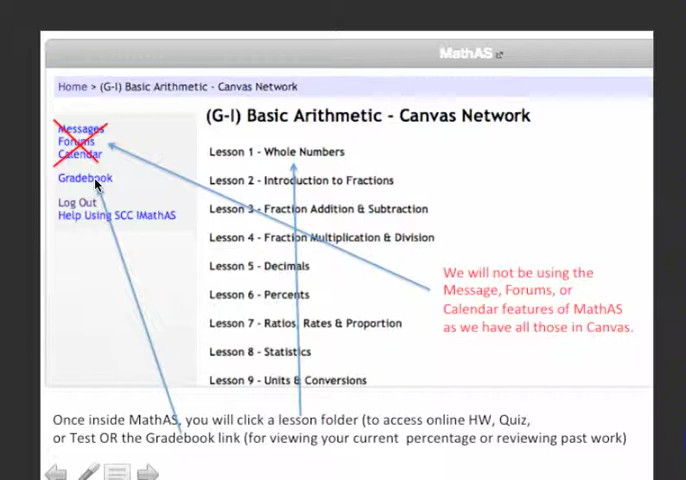 MathAS
Home > (G-I) Basic Arithmetic - Canvas Network
(G-I) Basic Arithmetic - Canvas Network
Messages
Forums
Calendar
Gradebook
Log Out
Help Using SCC IMathAS
Lesson 1 - Whole Numbers
Lesson 2 - Introduction to Fractions
Lesson 3 - Fraction Addition & Subtraction
Lesson 4 - Fraction Multiplication & Division
Lesson 5 - Decimals
Lesson 6 - Percents
Lesson 7 - Ratios, Rates & Proportion
Lesson 8 - Statistics
Lesson 9 - Units & Conversions
We will not be using the
Message, Forums, or
Calendar features of MathAS
as we have all those in Canvas.
Once inside MathAS, you will click a lesson folder (to access online HW, Quiz,
or Test OR the Gradebook link (for viewing your current percentage or reviewing past work)